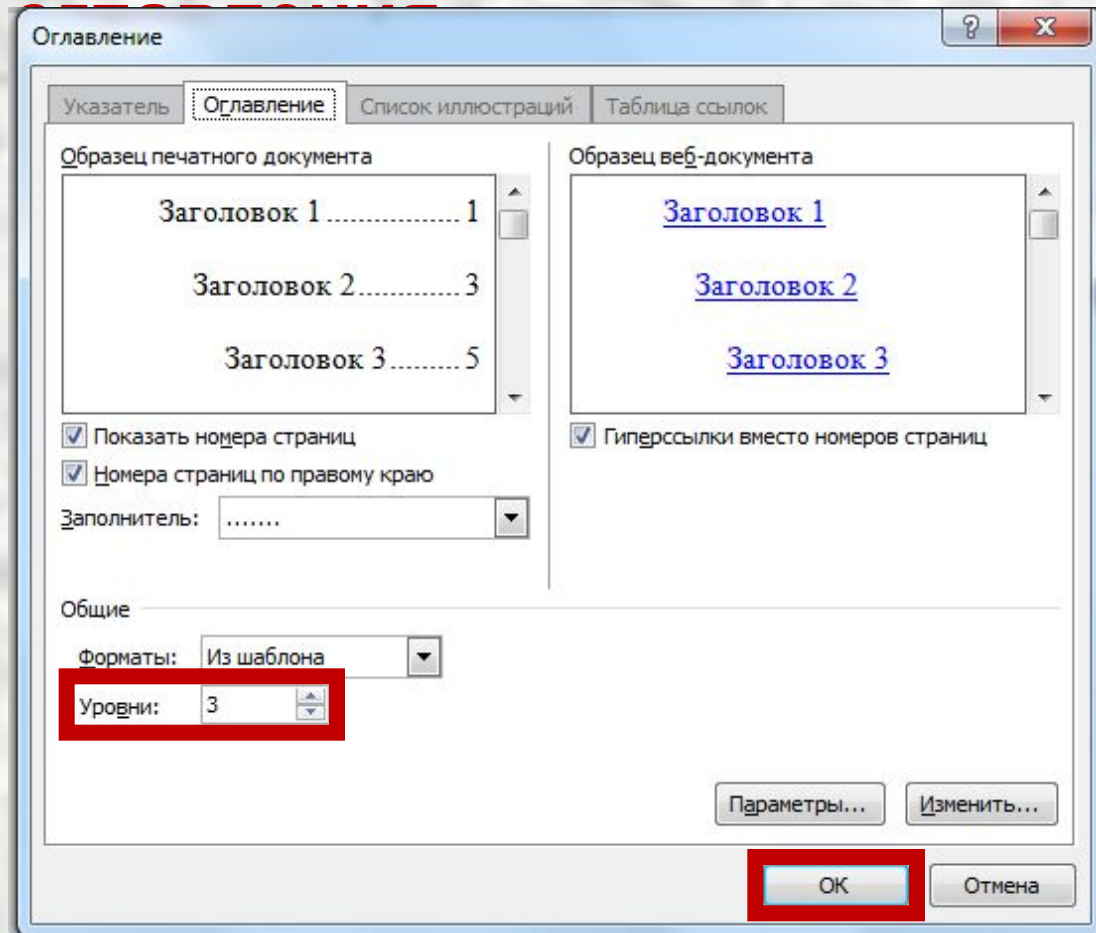 Оглавление
Указатель Оглавление Список иллюстраций Таблица ссылок
Образец печатного документа
Заголовок 1.................1
Заголовок 2.............3
Заголовок 3.........5
Показать номера страниц
Номера страниц по правому краю
Заполнитель: .......
Образец веб-документа
Заголовок 1
Заголовок 2
Заголовок 3
Гиперссылки вместо номеров страниц
Общие
Форматы: Из шаблона
Уровни: 3
Параметры... Изменить...
ОК Отмена